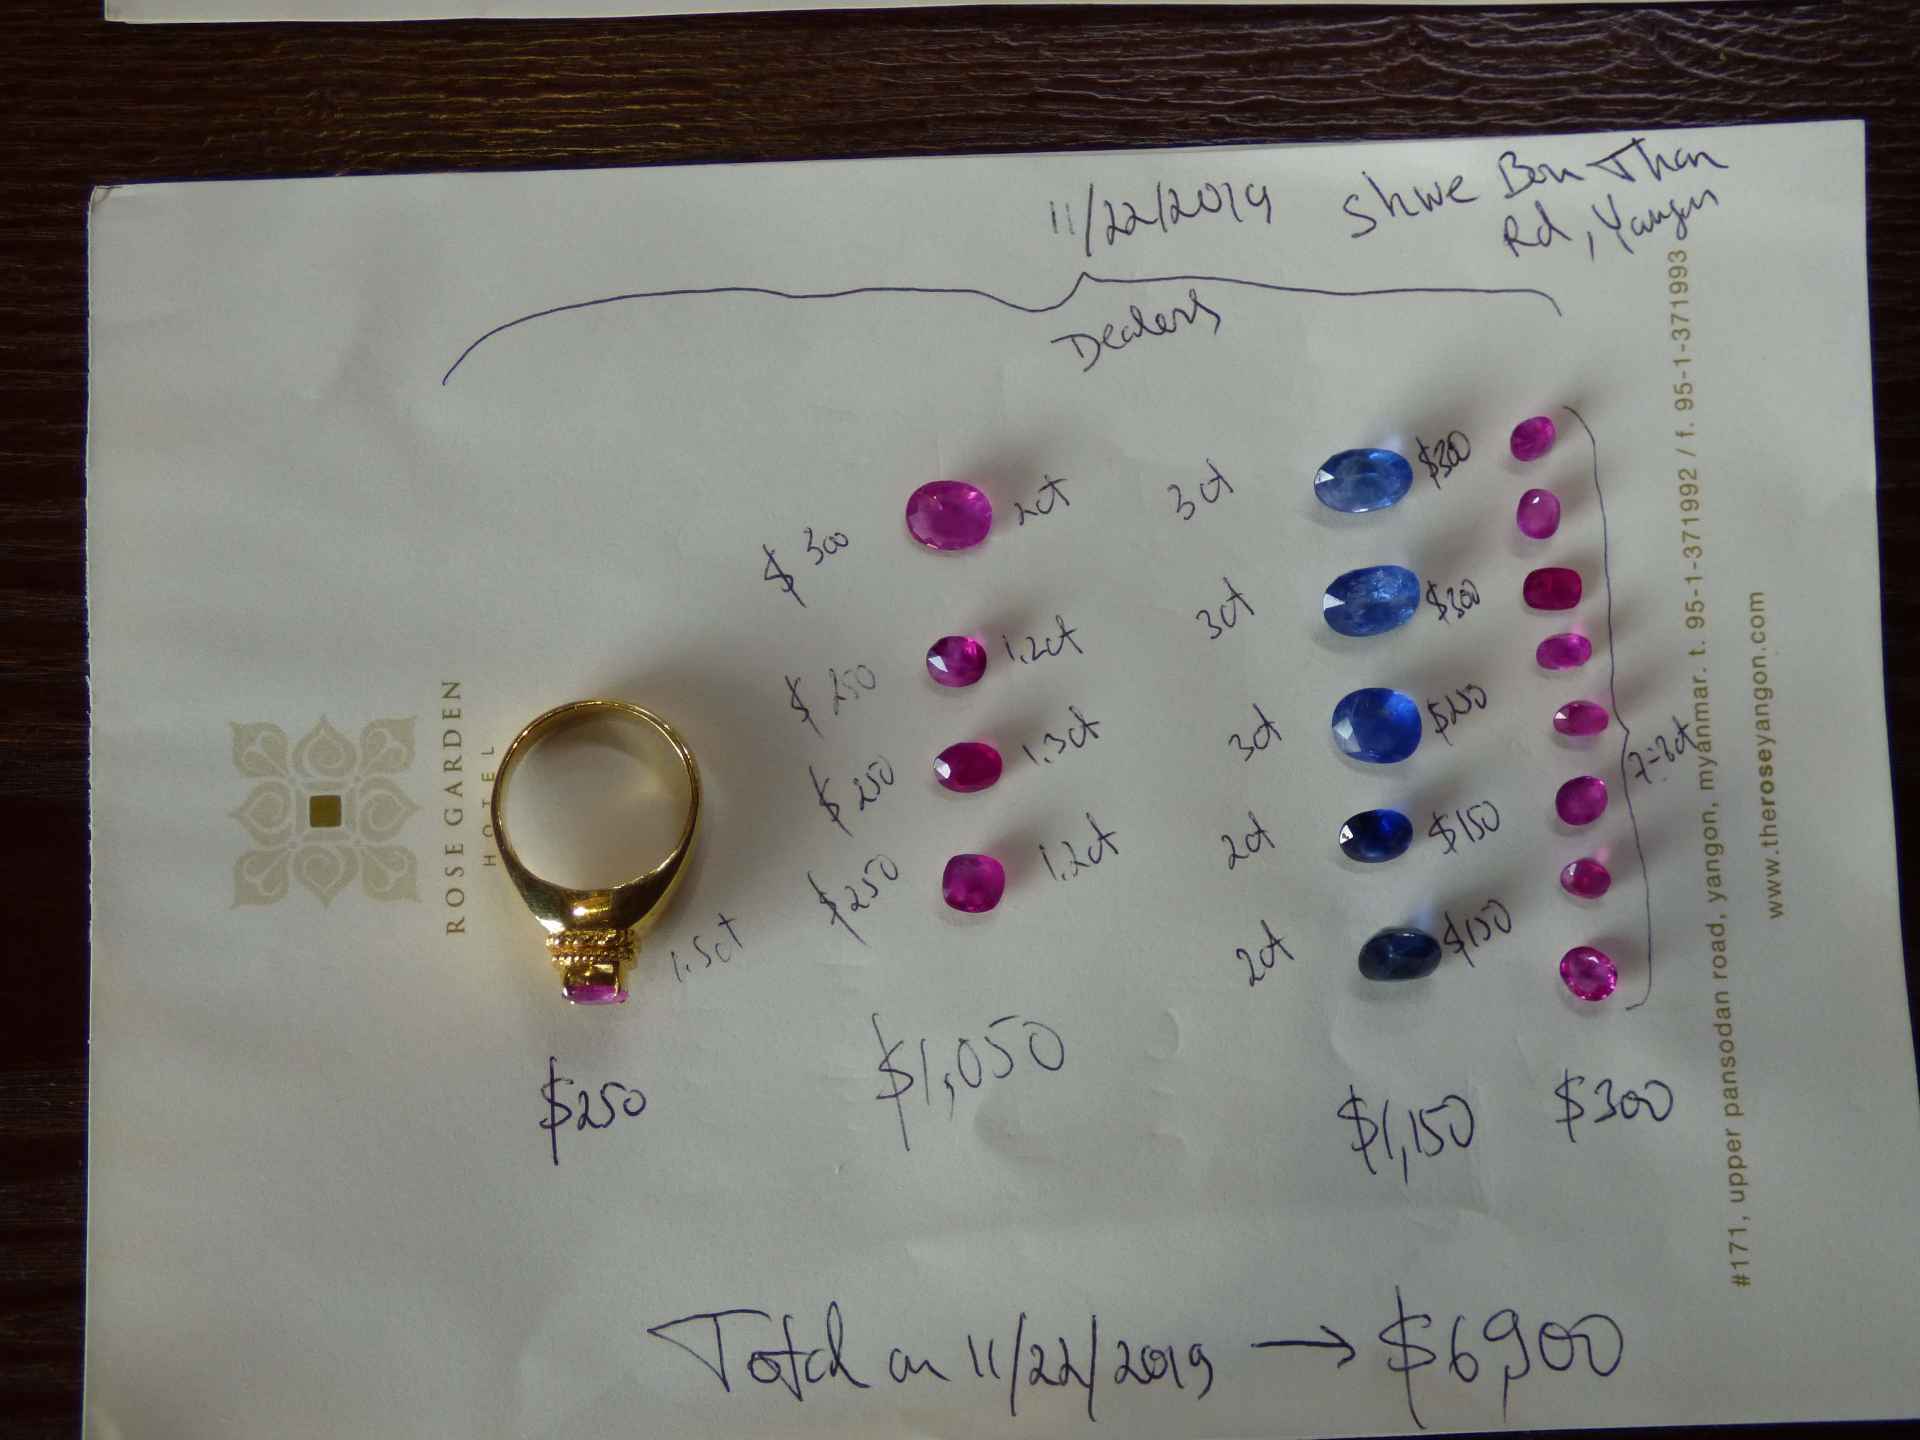 11/22/2019 Shwe Bon Than
Rd, Yangon
Dealers
$300 2ct
$250 1.2ct
$250 1.3ct
$250 1.2ct
$1,050
3ct $300
3ct $300
3ct $250
2ct $150
2ct $150
$1,150
$300
1.5ct
$250
Total on 11/22/2019 → $6,900
ROSE GARDEN
HOTEL
#171, upper pansodan road, yangon, myanmar. t. 95-1-371992 / f. 95-1-371993
www.theroseyangon.com